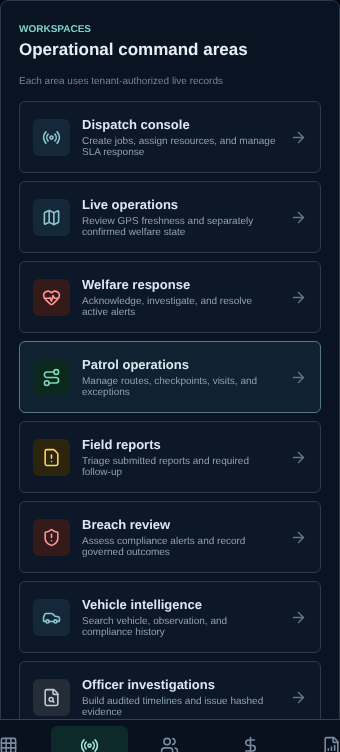 WORKSPACES
Operational command areas
Each area uses tenant-authorized live records
Dispatch console
Create jobs, assign resources, and manage
SLA response
Live operations
Review GPS freshness and separately
confirmed welfare state
Welfare response
Acknowledge, investigate, and resolve
active alerts
Patrol operations
Manage routes, checkpoints, visits, and
exceptions
Field reports
Triage submitted reports and required
follow-up
Breach review
Assess compliance alerts and record
governed outcomes
Vehicle intelligence
Search vehicle, observation, and
compliance history
Officer investigations
Build audited timelines and issue hashed
evidence